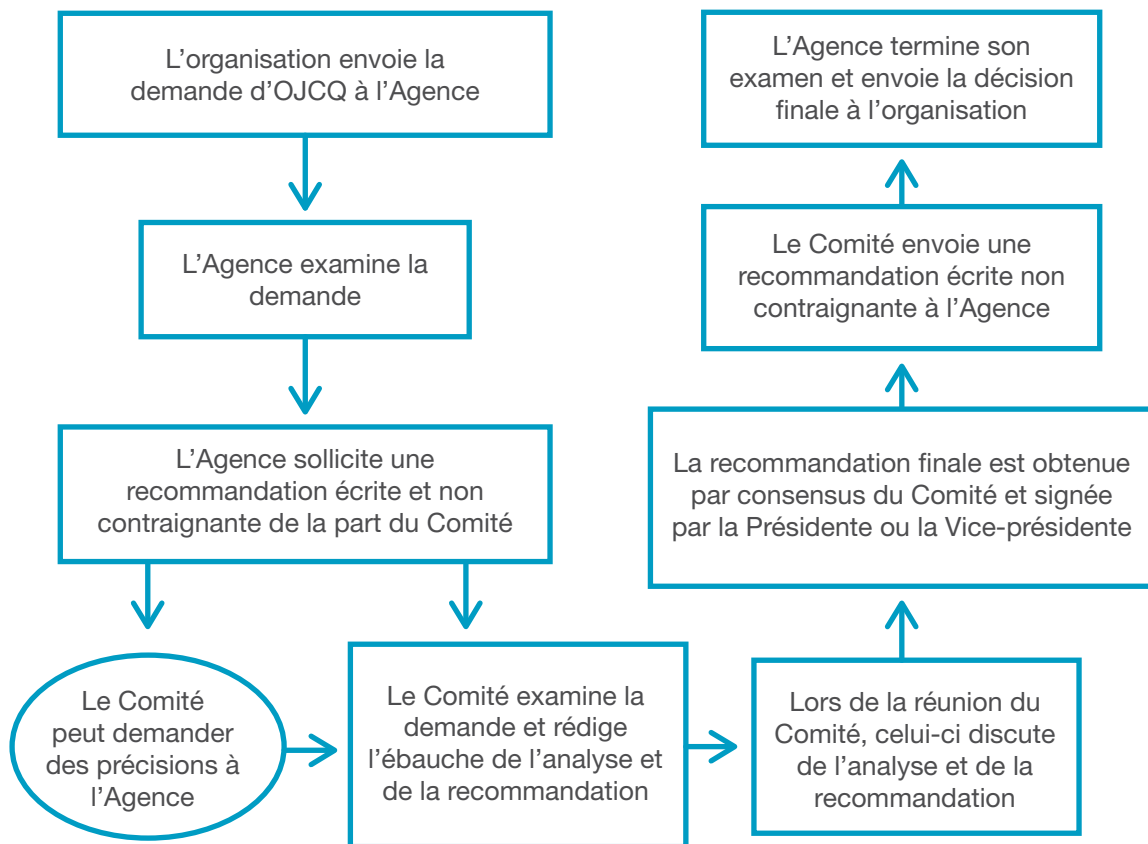 L’organisation envoie la
demande d’OJCQ à l’Agence
L’Agence examine la
demande
L’Agence sollicite une
recommandation écrite et non
contraignante de la part du Comité
Le Comité
peut demander
des précisions à
l’Agence
Le Comité examine la
demande et rédige
l’ébauche de l’analyse et
de la recommandation
Lors de la réunion du
Comité, celui-ci discute
de l’analyse et de la
recommandation
La recommandation finale est obtenue
par consensus du Comité et signée
par la Présidente ou la Vice-présidente
Le Comité envoie une
recommandation écrite non
contraignante à l’Agence
L’Agence termine son
examen et envoie la décision
finale à l’organisation